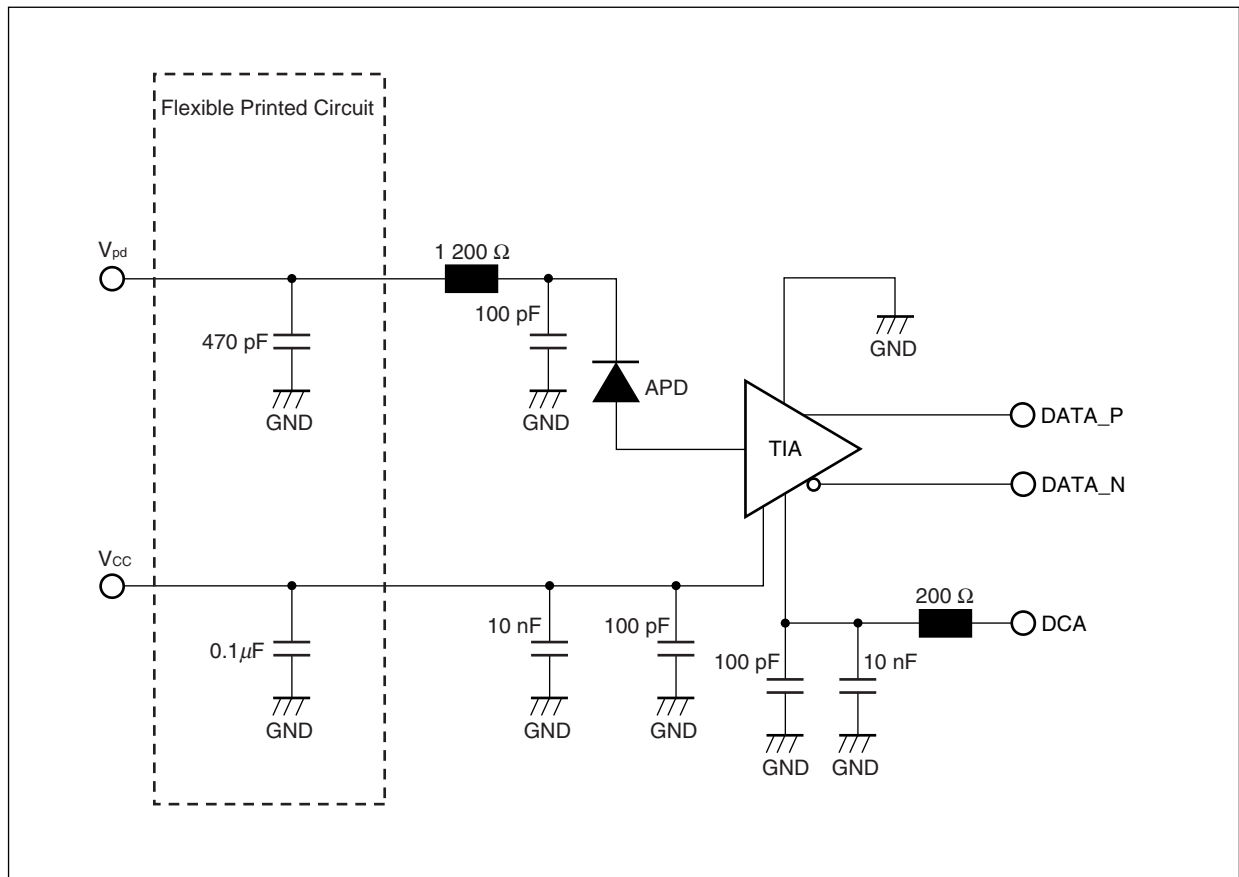 Flexible Printed Circuit
Vpd
1 200 Ω
470 pF
100 pF
GND
GND
GND
APD
TIA
DATA_P
DATA_N
VCC
0.1μF
10 nF
100 pF
200 Ω
DCA
100 pF
10 nF
GND
GND
GND
GND
GND